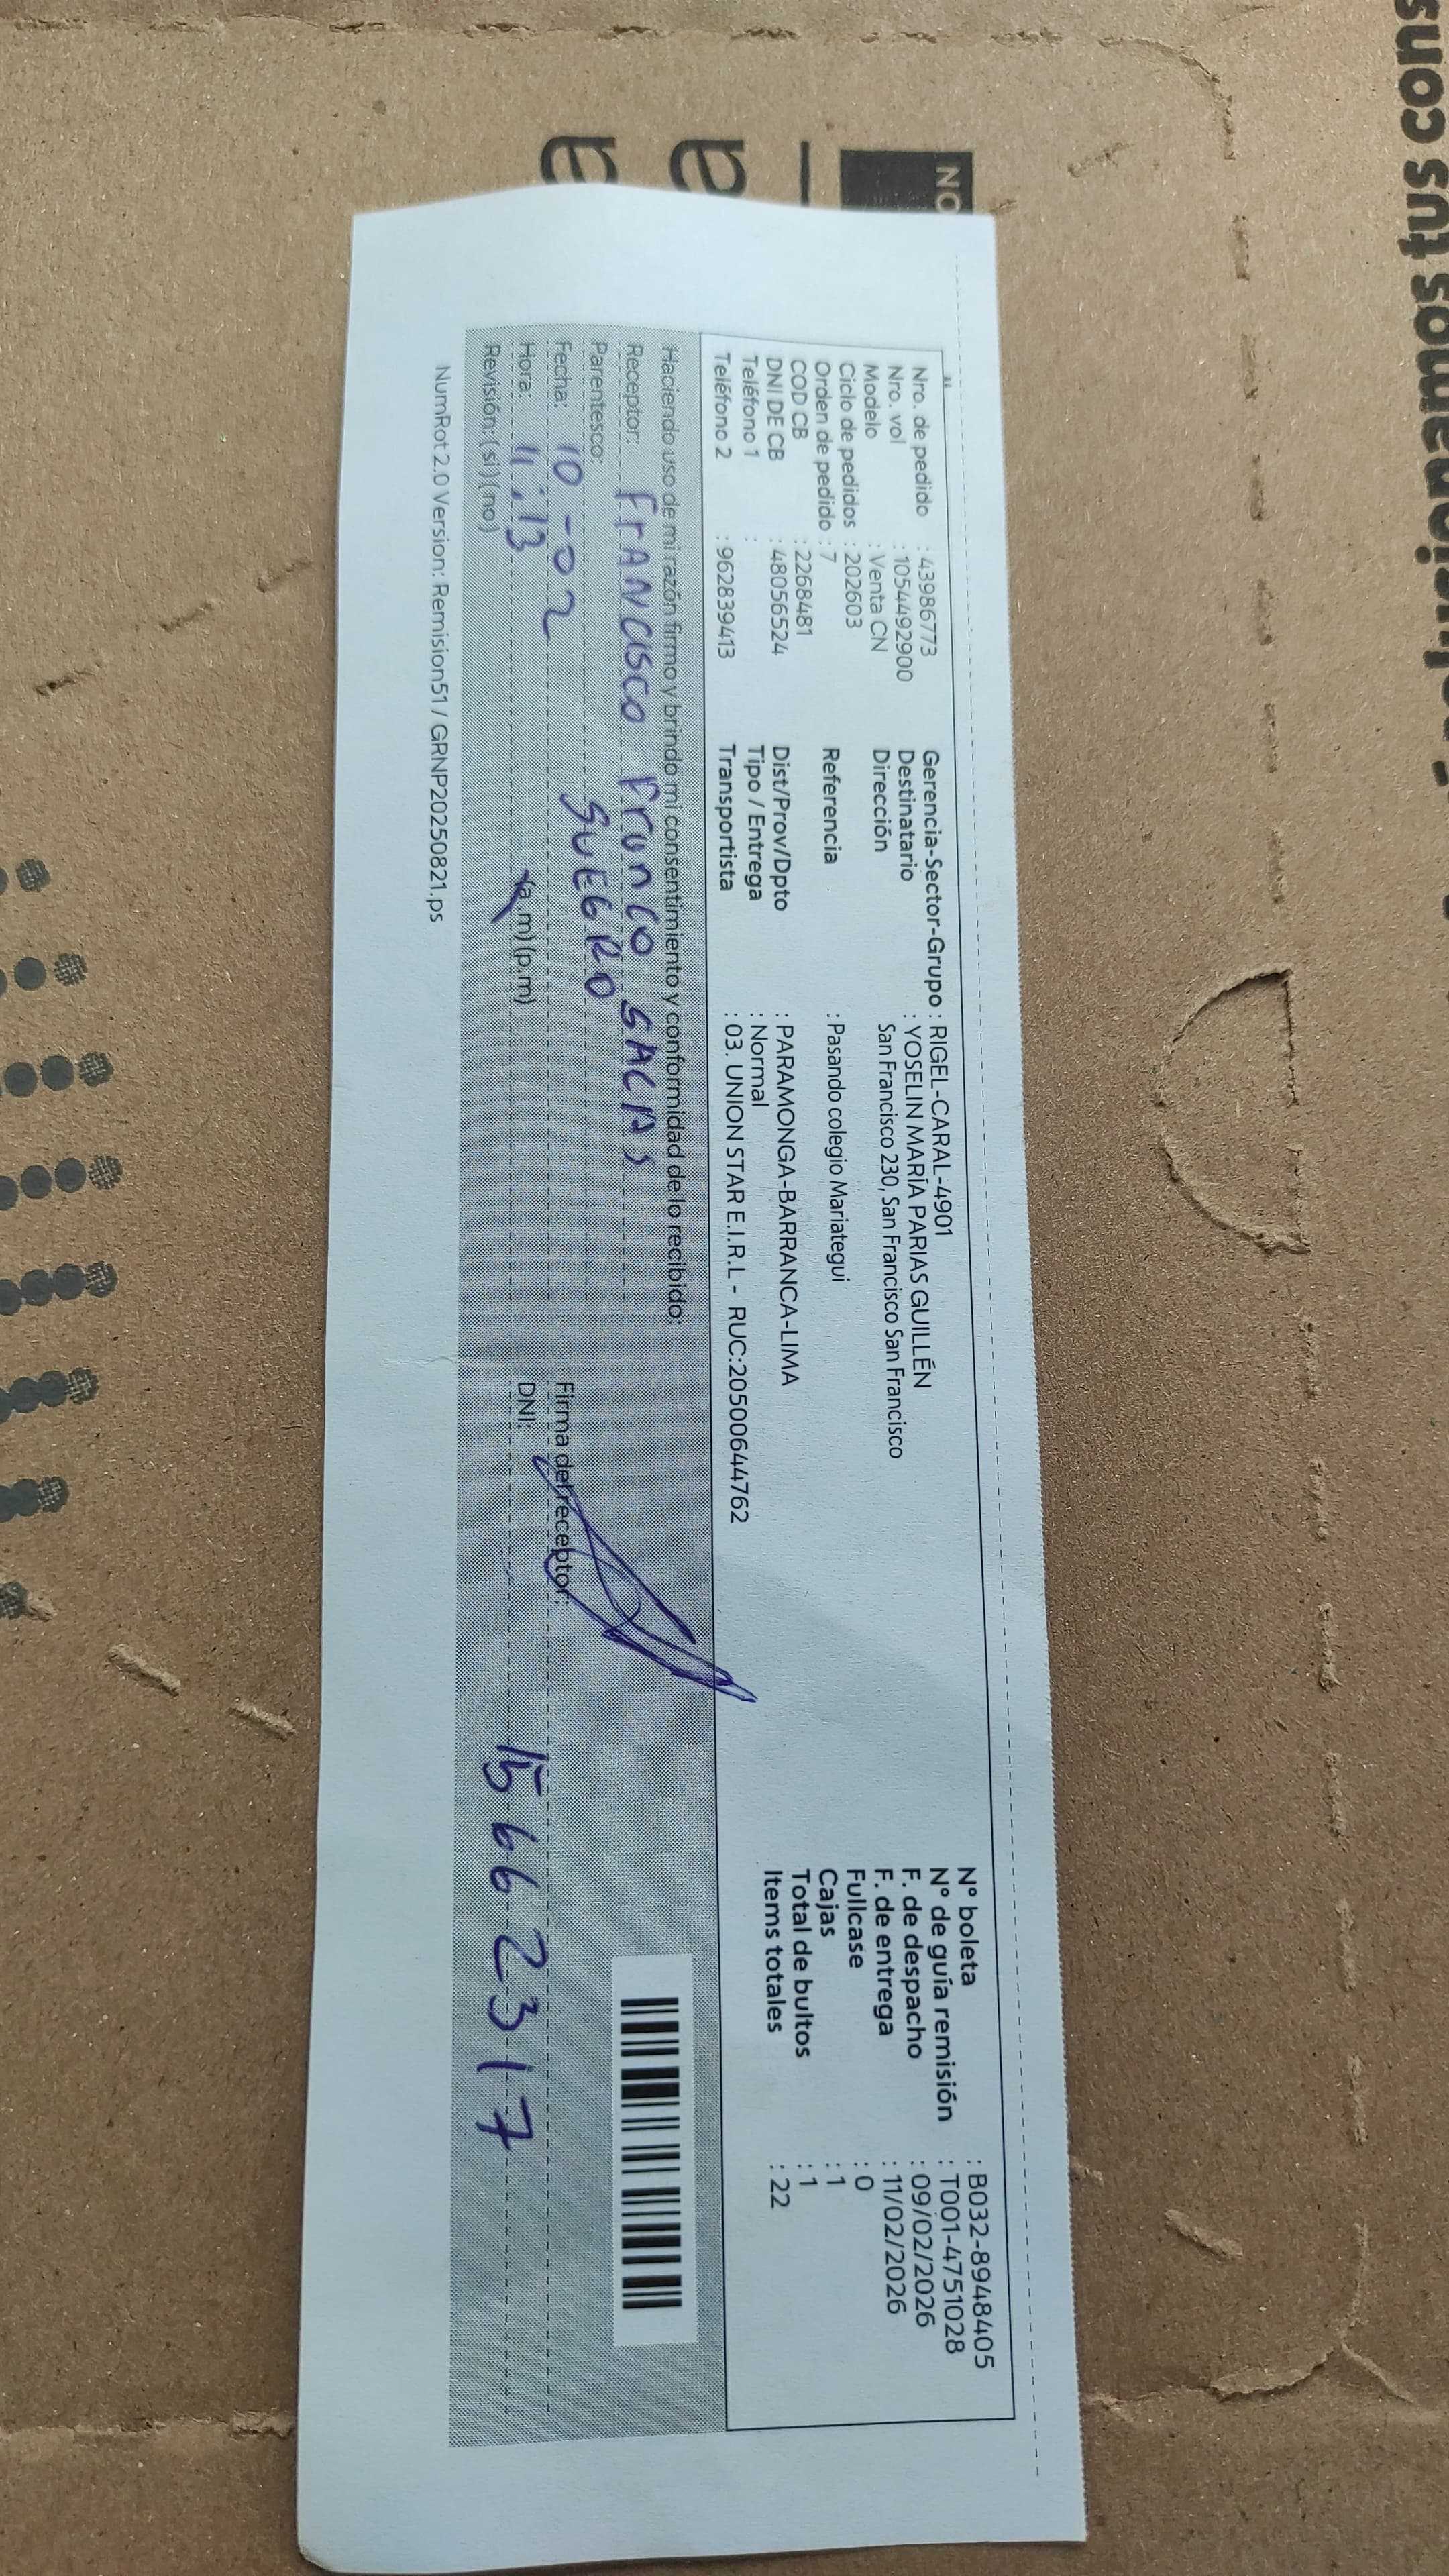 Nro. de pedido : 43986773
Nro. vol : 1054492900
Modelo : Venta CN
Ciclo de pedidos : 202603
Orden de pedido : 7
COD CB : 2268481
DNI DE CB : 48056524
Teléfono 1 :
Teléfono 2 : 962839413
Gerencia-Sector-Grupo : RIGEL-CARAL-4901
Destinatario : YOSELIN MARÍA PARIAS GUILLÉN
Dirección San Francisco 230, San Francisco San Francisco
Referencia : Pasando colegio Mariategui
Dist/Prov/Dpto : PARAMONGA-BARRANCA-LIMA
Tipo / Entrega : Normal
Transportista : 03. UNION STAR E.I.R.L - RUC:20500644762
N° boleta : B032-8948405
N° de guía remisión : T001-4751028
F. de despacho : 09/02/2026
F. de entrega : 11/02/2026
Fullcase : 0
Cajas : 1
Total de bultos : 1
Items totales : 22
Haciendo uso de mi razón firmo y brindo mi consentimiento y conformidad de lo recibido:
Receptor: FRANCISCO Franco
Parentesco: SUEGRO
Fecha: 10-02
Hora: 11:13 (a m) (p.m)
Revisión: (si) (no)
Firma del receptor:
DNI: 15662317
NumRot 2.0 Version: Remision51 / GRNP20250821.ps
NO
tus cons